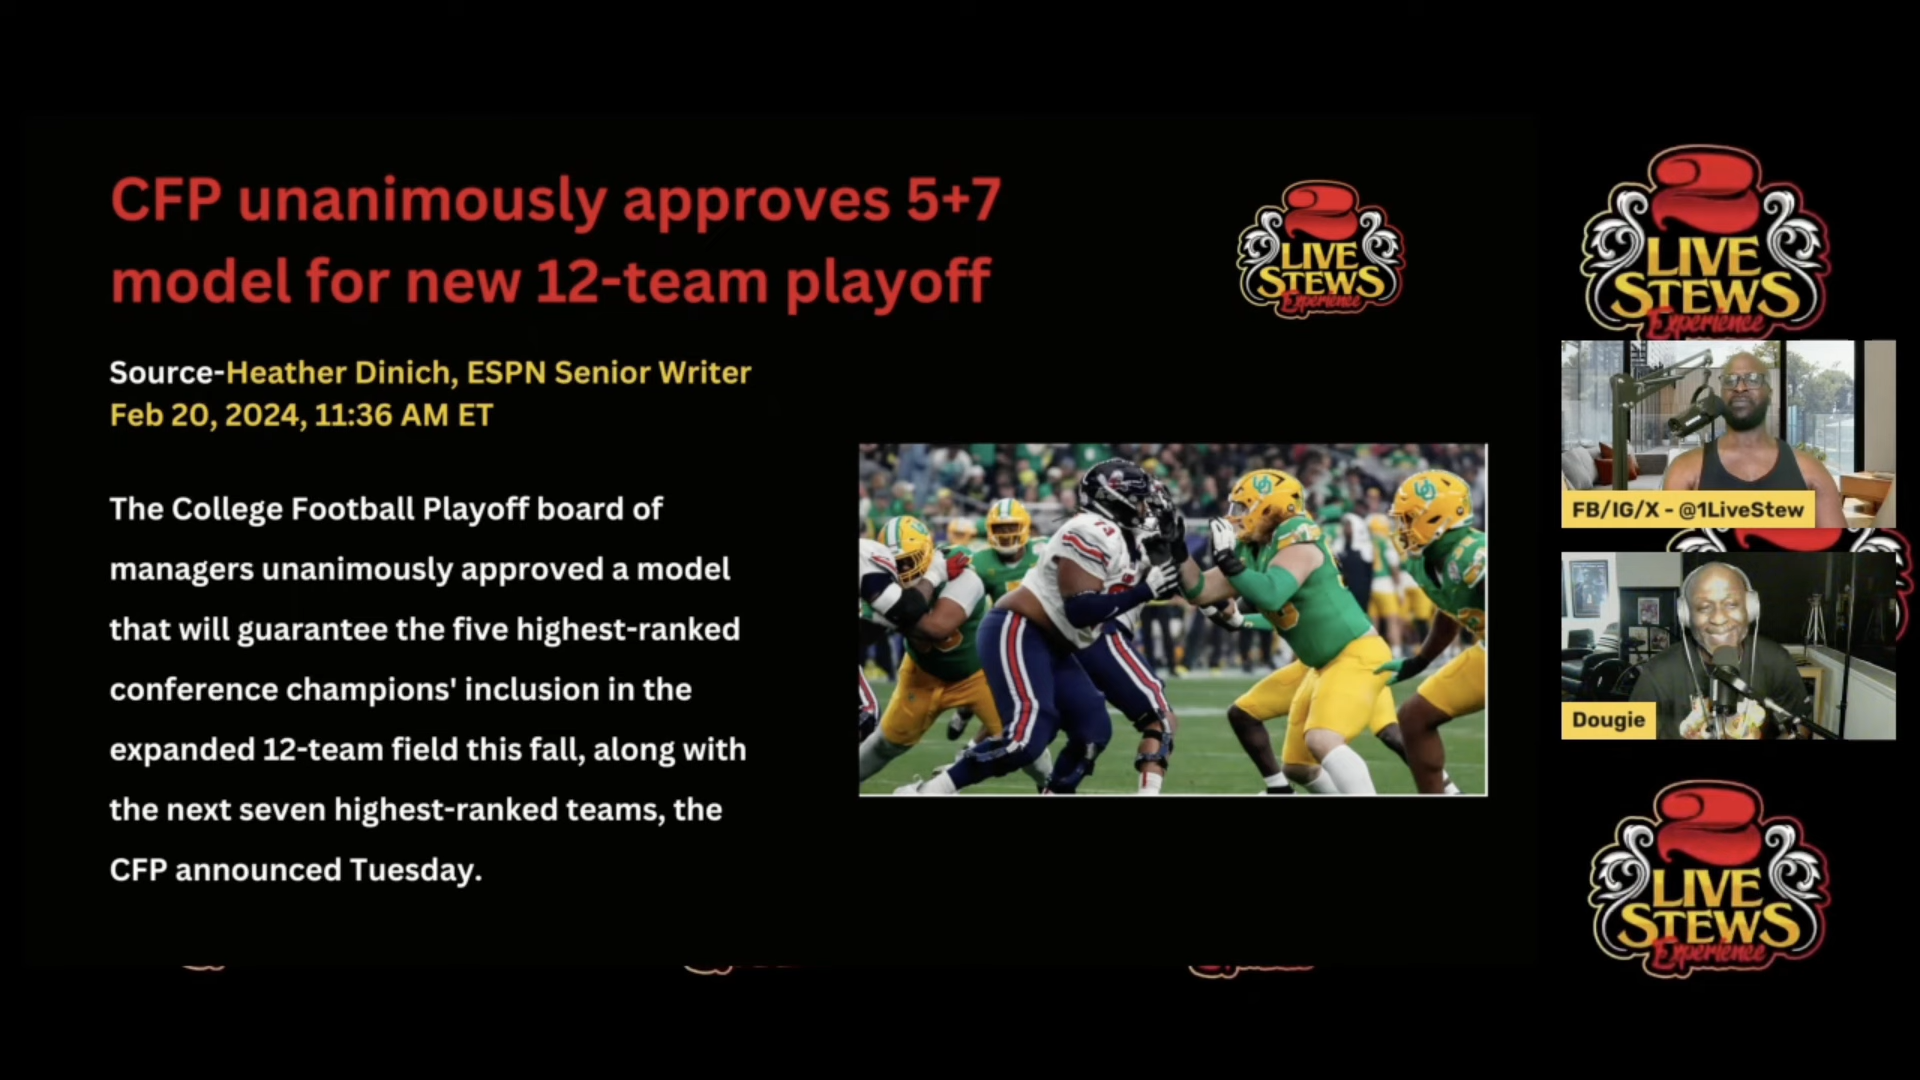 CFP unanimously approves 5+7
model for new 12-team playoff
Source-Heather Dinich, ESPN Senior Writer
Feb 20, 2024, 11:36 AM ET
The College Football Playoff board of
managers unanimously approved a model
that will guarantee the five highest-ranked
conference champions' inclusion in the
expanded 12-team field this fall, along with
the next seven highest-ranked teams, the
CFP announced Tuesday.
2
LIVE
STEWS
Experience
73
2
LIVE
STEWS
Experience
FB/IG/X - @1LiveStew
Dougie
2
LIVE
STEWS
Experience